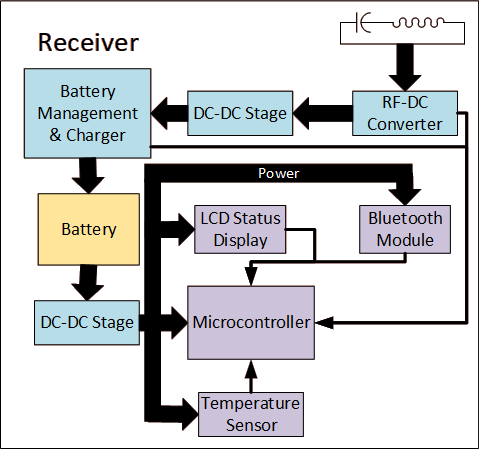 Receiver
Battery
Management
& Charger
DC-DC Stage
RF-DC
Converter
Power
Battery
LCD Status
Display
Bluetooth
Module
DC-DC Stage
Microcontroller
Temperature
Sensor